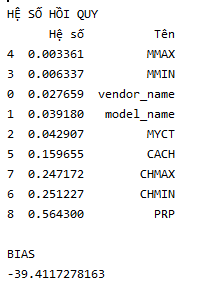 HỆ SỐ HỒI QUY
Hệ số Tên
4 0.003361 MMAX
3 0.006337 MMIN
0 0.027659 vendor_name
1 0.039180 model_name
2 0.042907 MYCT
5 0.159655 CACH
7 0.247172 CHMAX
6 0.251227 CHMIN
8 0.564300 PRP
BIAS
-39.4117278163